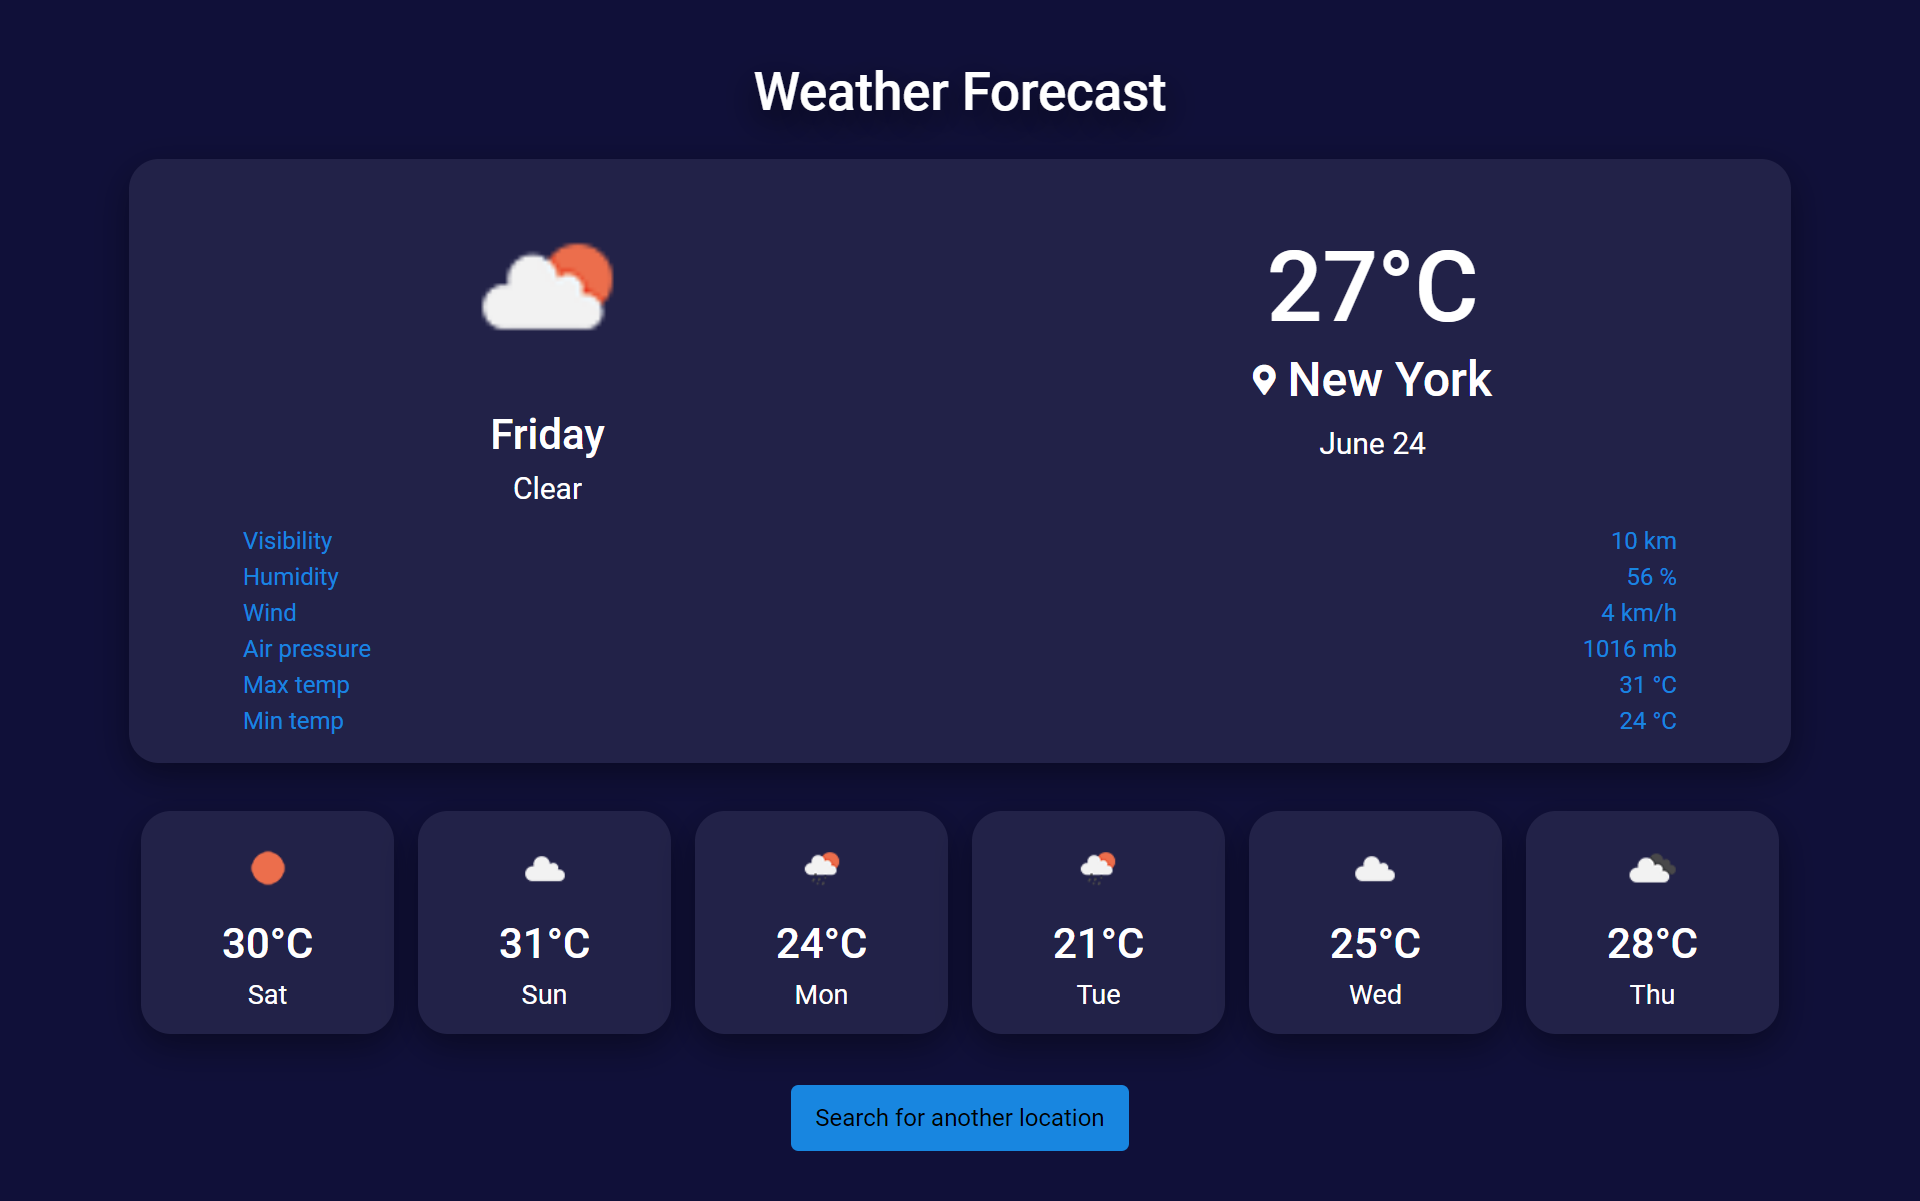 Weather Forecast
27°C
New York
June 24
Friday
Clear
Visibility 10 km
Humidity 56 %
Wind 4 km/h
Air pressure 1016 mb
Max temp 31 °C
Min temp 24 °C
30°C
Sat
31°C
Sun
24°C
Mon
21°C
Tue
25°C
Wed
28°C
Thu
Search for another location